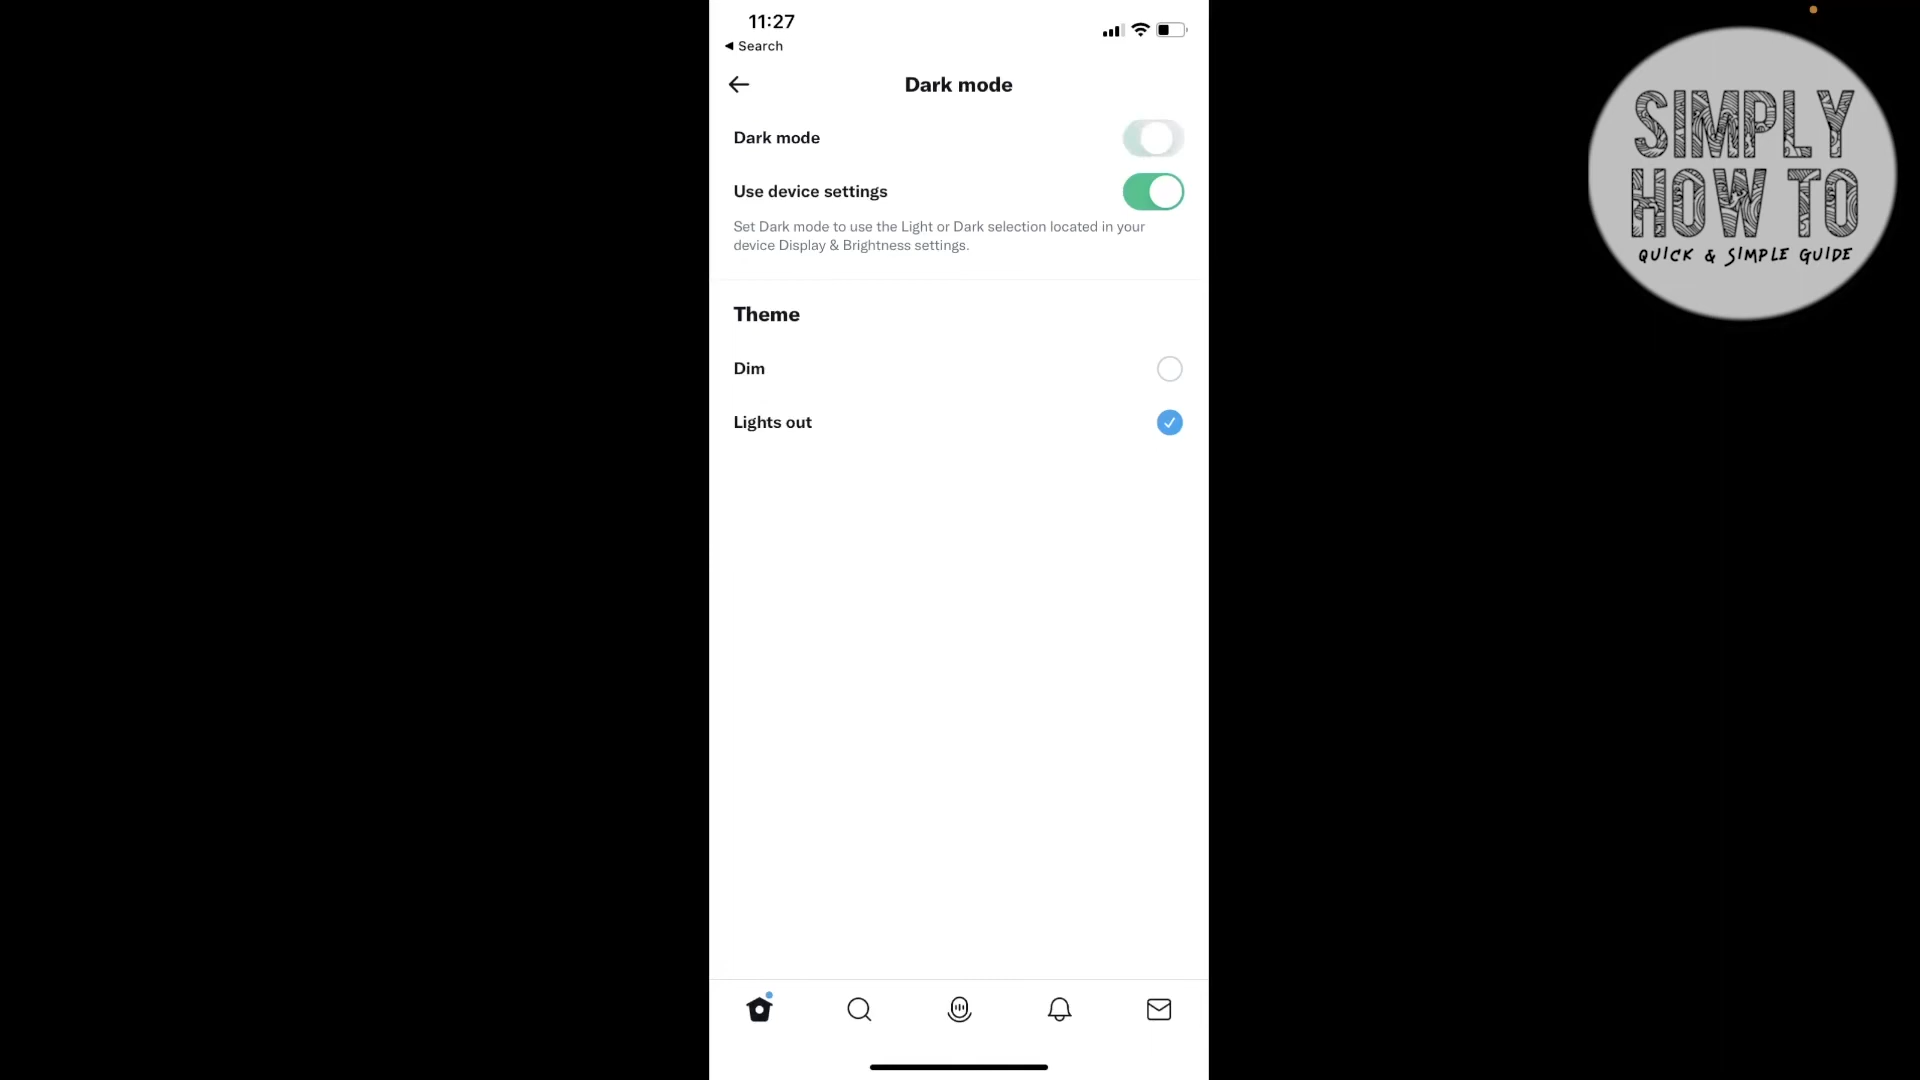 11:27
◀ Search
Dark mode
Dark mode
Use device settings
Set Dark mode to use the Light or Dark selection located in your
device Display & Brightness settings.
Theme
Dim
Lights out
SIMPLY
HOW TO
QUICK & SIMPLE GUIDE